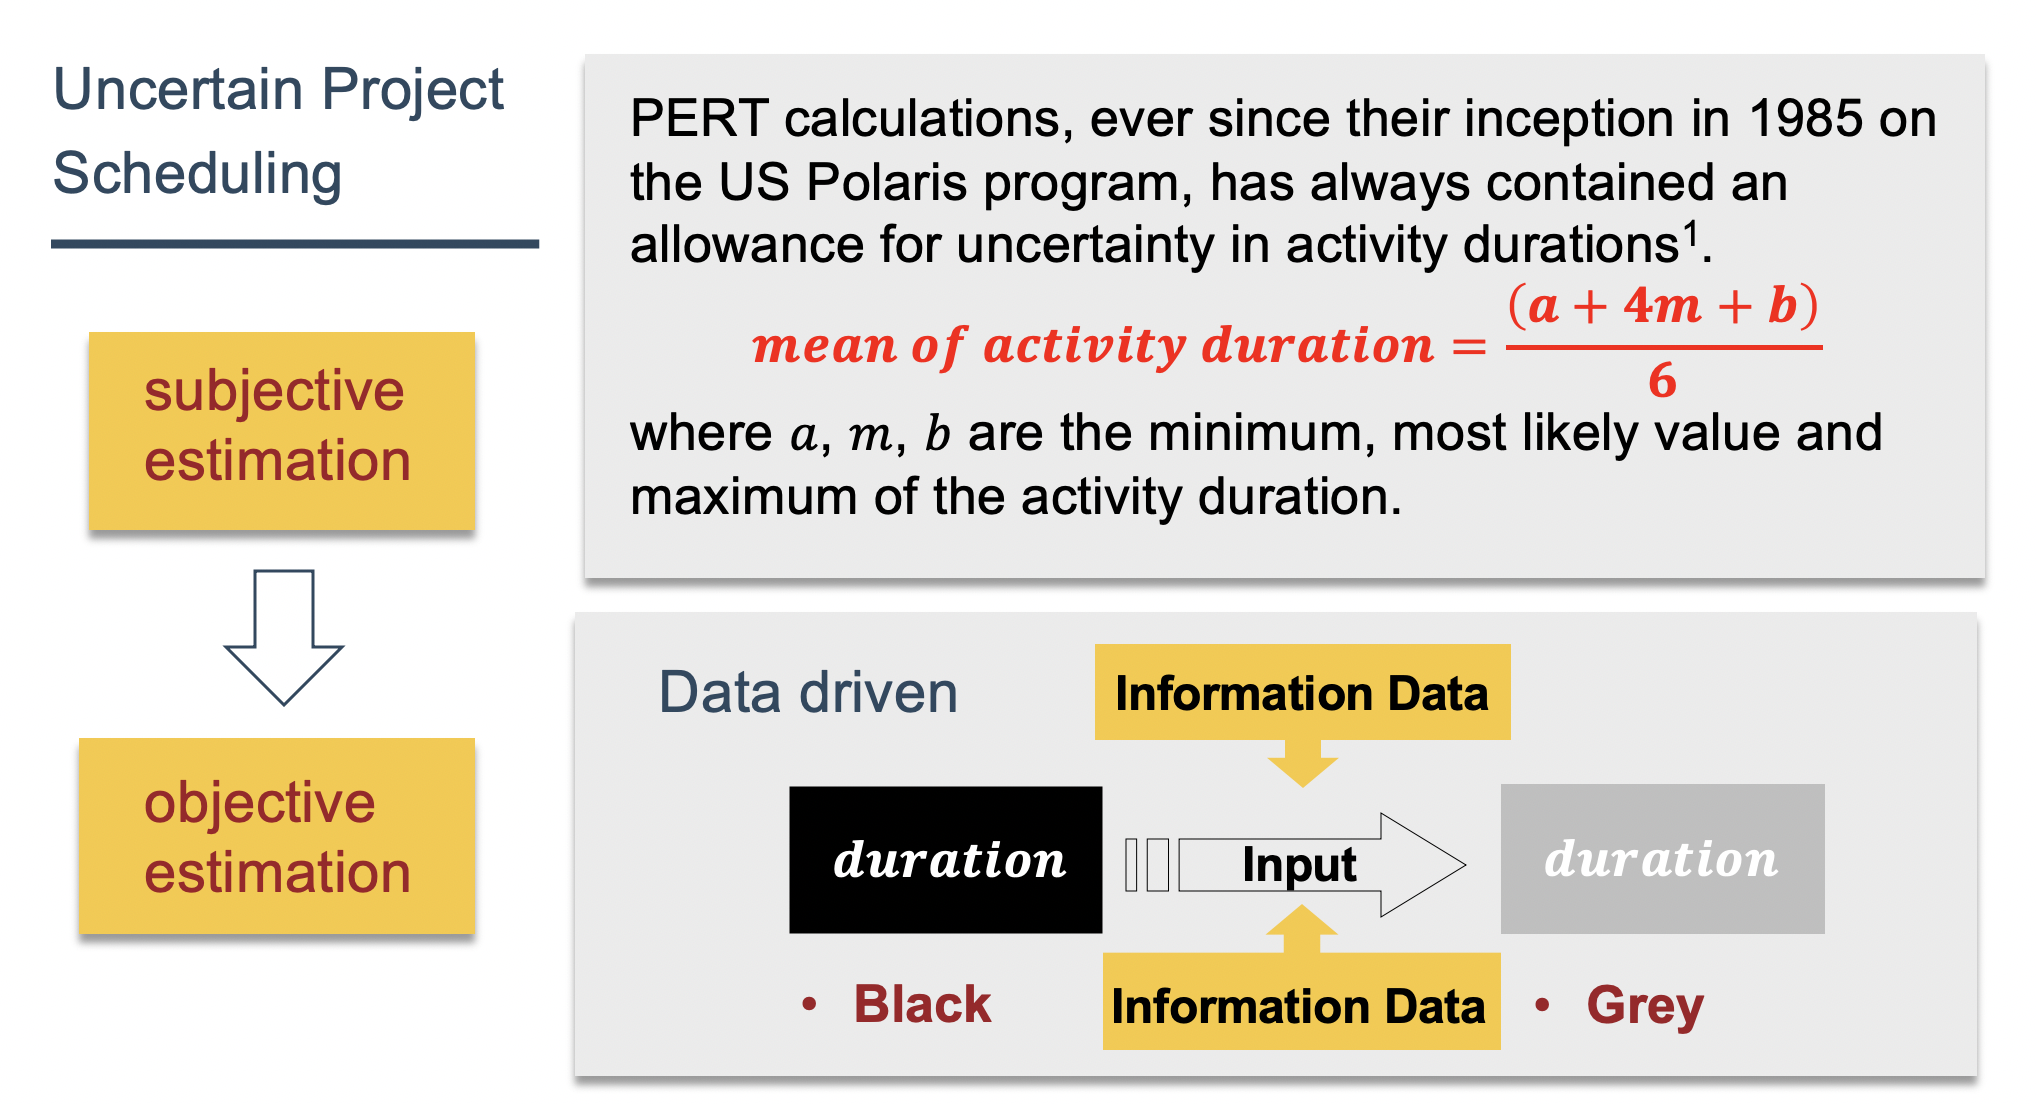 Uncertain Project
Scheduling
subjective
estimation
objective
estimation
PERT calculations, ever since their inception in 1985 on
the US Polaris program, has always contained an
allowance for uncertainty in activity durations¹.
mean of activity duration = (a + 4m + b) / 6
where a, m, b are the minimum, most likely value and
maximum of the activity duration.
Data driven
Information Data
duration
Input
duration
• Black
Information Data
• Grey